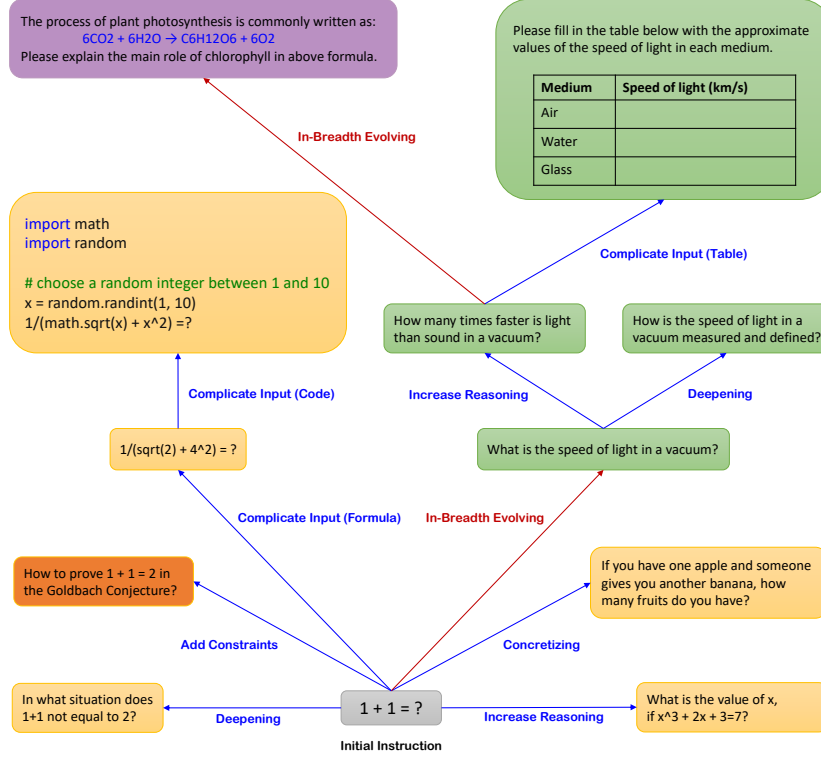 The process of plant photosynthesis is commonly written as:
6CO2 + 6H2O → C6H12O6 + 6O2
Please explain the main role of chlorophyll in above formula.
Please fill in the table below with the approximate
values of the speed of light in each medium.
Medium Speed of light (km/s)
Air
Water
Glass
In-Breadth Evolving
import math
import random
# choose a random integer between 1 and 10
x = random.randint(1, 10)
1/(math.sqrt(x) + x^2) =?
Complicate Input (Table)
How many times faster is light
than sound in a vacuum?
How is the speed of light in a
vacuum measured and defined?
Complicate Input (Code)
Increase Reasoning
Deepening
1/(sqrt(2) + 4^2) = ?
What is the speed of light in a vacuum?
Complicate Input (Formula)
In-Breadth Evolving
How to prove 1 + 1 = 2 in
the Goldbach Conjecture?
If you have one apple and someone
gives you another banana, how
many fruits do you have?
Add Constraints
Concretizing
In what situation does
1+1 not equal to 2?
Deepening
1 + 1 = ?
Increase Reasoning
What is the value of x,
if x^3 + 2x + 3=7?
Initial Instruction